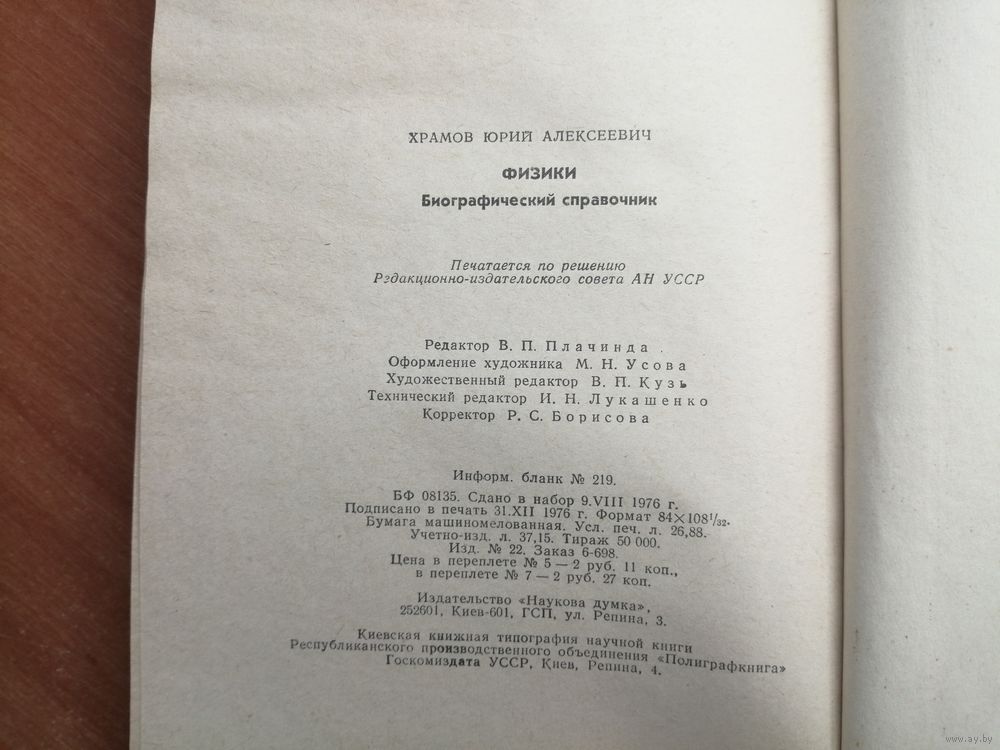 ХРАМОВ ЮРИЙ АЛЕКСЕЕВИЧ
ФИЗИКИ
Биографический справочник
Печатается по решению
Редакционно-издательского совета АН УССР
Редактор В. П. Плачинда .
Оформление художника М. Н. Усова
Художественный редактор В. П. Кузь
Технический редактор И. Н. Лукашенко
Корректор Р. С. Борисова
Информ. бланк № 219.
БФ 08135. Сдано в набор 9.VIII 1976 г.
Подписано в печать 31.XII 1976 г. Формат 84×108¹/₃₂.
Бумага машиномелованная. Усл. печ. л. 26,88.
Учетно-изд. л. 37,15. Тираж 50 000.
Изд. № 22. Заказ 6-698.
Цена в переплете № 5 — 2 руб. 11 коп.,
в переплете № 7 — 2 руб. 27 коп.
Издательство «Наукова думка»,
252601, Киев-601, ГСП, ул. Репина, 3.
Киевская книжная типография научной книги
Республиканского производственного объединения «Полиграфкнига»
Госкомиздата УССР, Киев, Репина, 4.
www.ay.by